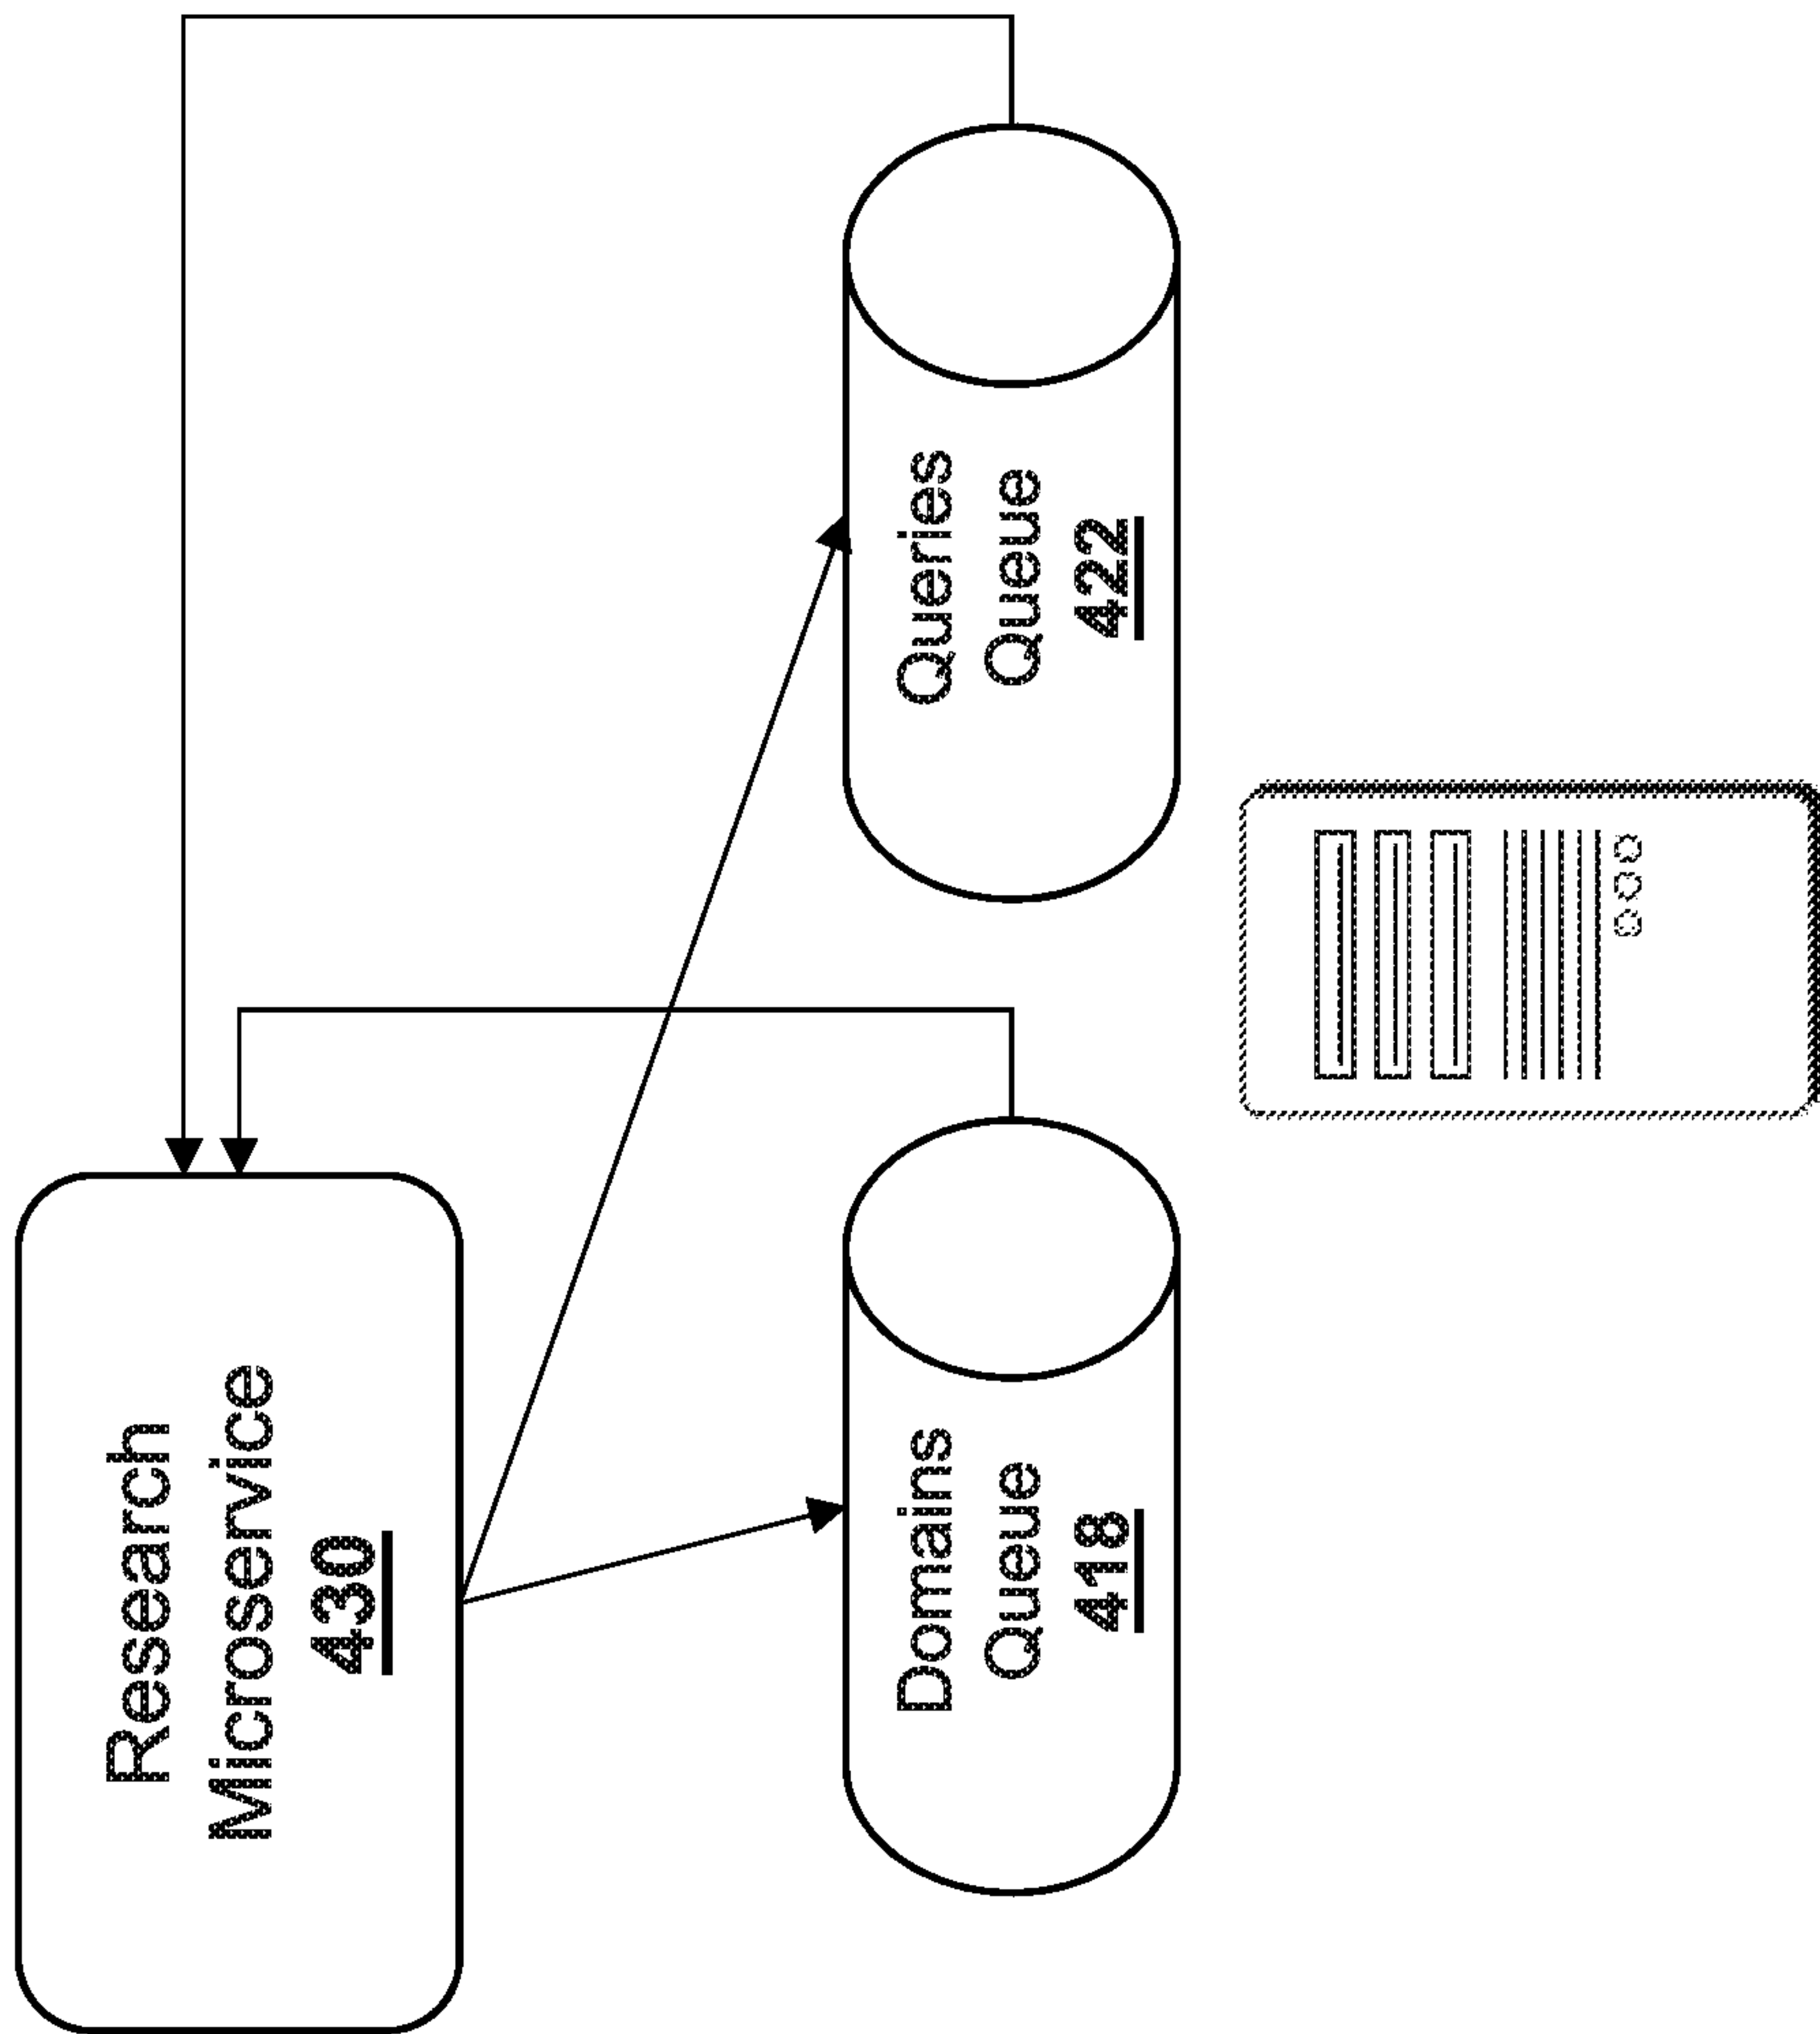 Research
Microservice
430
Domains
Queue
418
Queries
Queue
422